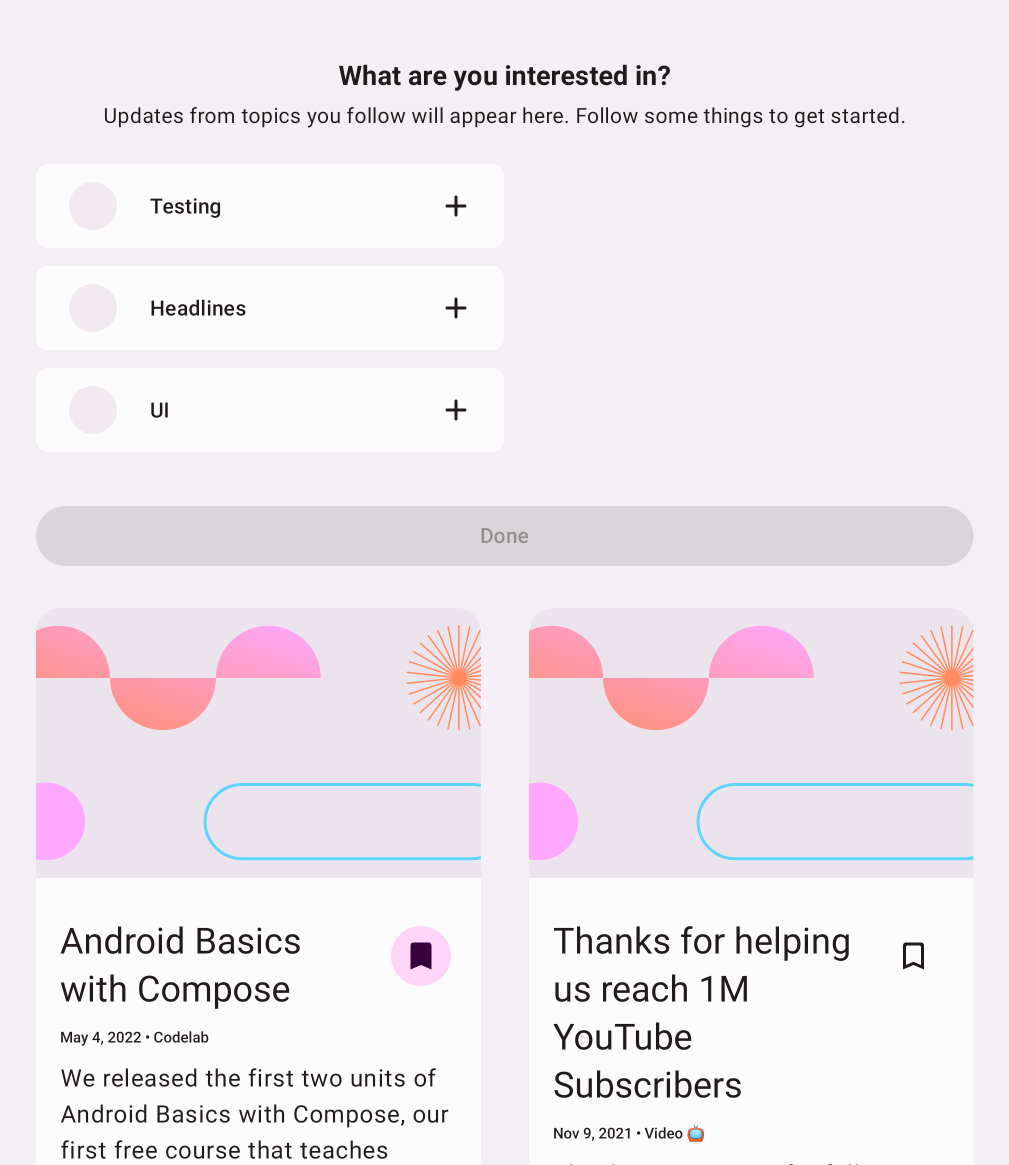 What are you interested in?
Updates from topics you follow will appear here. Follow some things to get started.
Testing
Headlines
UI
Done
Android Basics
with Compose
May 4, 2022 • Codelab
We released the first two units of
Android Basics with Compose, our
first free course that teaches
Thanks for helping
us reach 1M
YouTube
Subscribers
Nov 9, 2021 • Video 📺